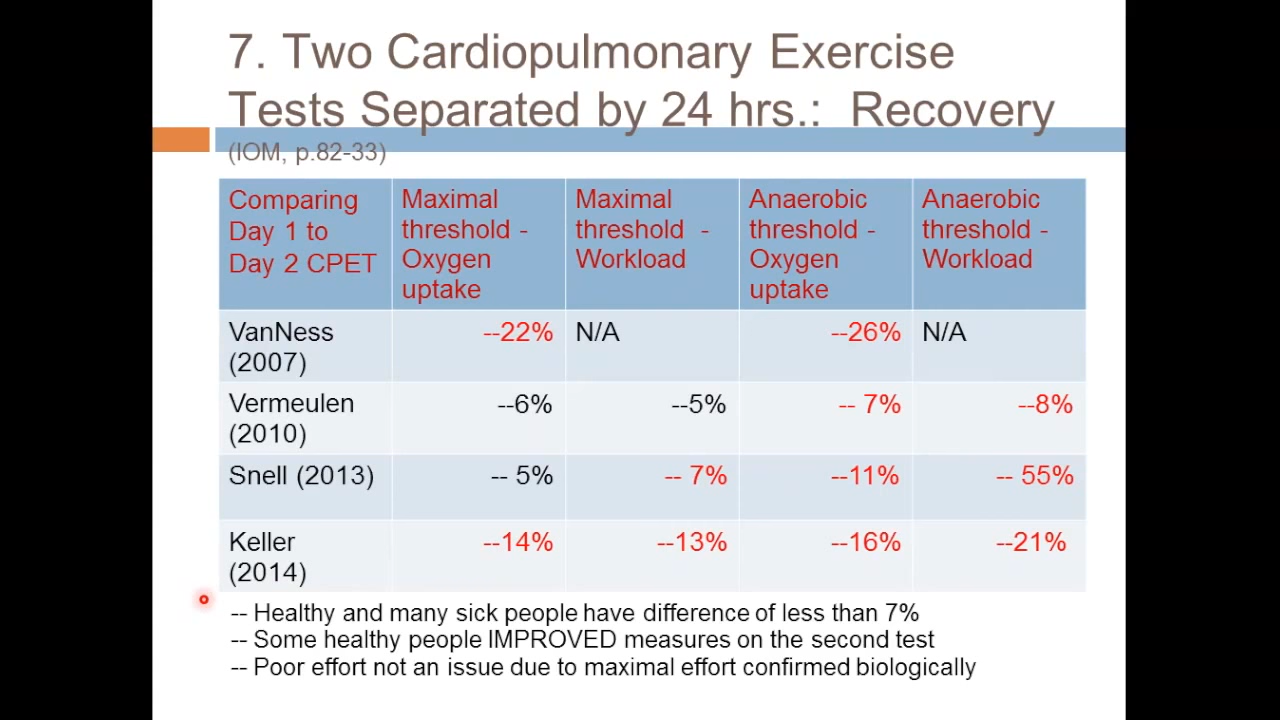 7. Two Cardiopulmonary Exercise
Tests Separated by 24 hrs.: Recovery
(IOM, p.82-33)
Comparing
Day 1 to
Day 2 CPET
Maximal
threshold -
Oxygen
uptake
Maximal
threshold -
Workload
Anaerobic
threshold -
Oxygen
uptake
Anaerobic
threshold -
Workload
VanNess
(2007)
--22%
N/A
--26%
N/A
Vermeulen
(2010)
--6%
--5%
-- 7%
--8%
Snell (2013)
-- 5%
-- 7%
--11%
-- 55%
Keller
(2014)
--14%
--13%
--16%
--21%
-- Healthy and many sick people have difference of less than 7%
-- Some healthy people IMPROVED measures on the second test
-- Poor effort not an issue due to maximal effort confirmed biologically